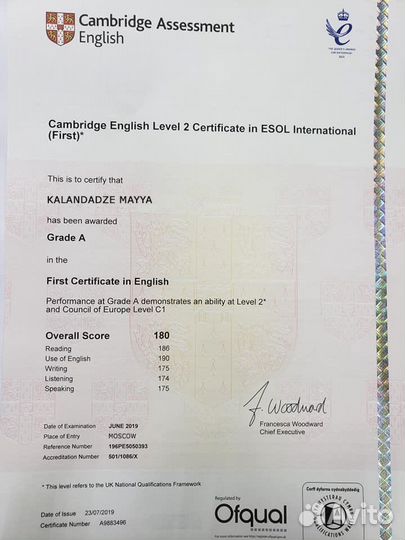 Cambridge Assessment
English
Cambridge English Level 2 Certificate in ESOL International
(First)*
This is to certify that
KALANDADZE MAYYA
has been awarded
Grade A
in the
First Certificate in English
Performance at Grade A demonstrates an ability at Level 2*
and Council of Europe Level C1
Overall Score 180
Reading 186
Use of English 190
Writing 175
Listening 174
Speaking 175
F. Woodward
Francesca Woodward
Chief Executive
Date of Examination JUNE 2019
Place of Entry MOSCOW
Reference Number 196PE5050393
Accreditation Number 501/1086/X
* This level refers to the UK National Qualifications Framework
Date of Issue 23/07/2019
Certificate Number A9883496
Regulated by
Ofqual
Avito